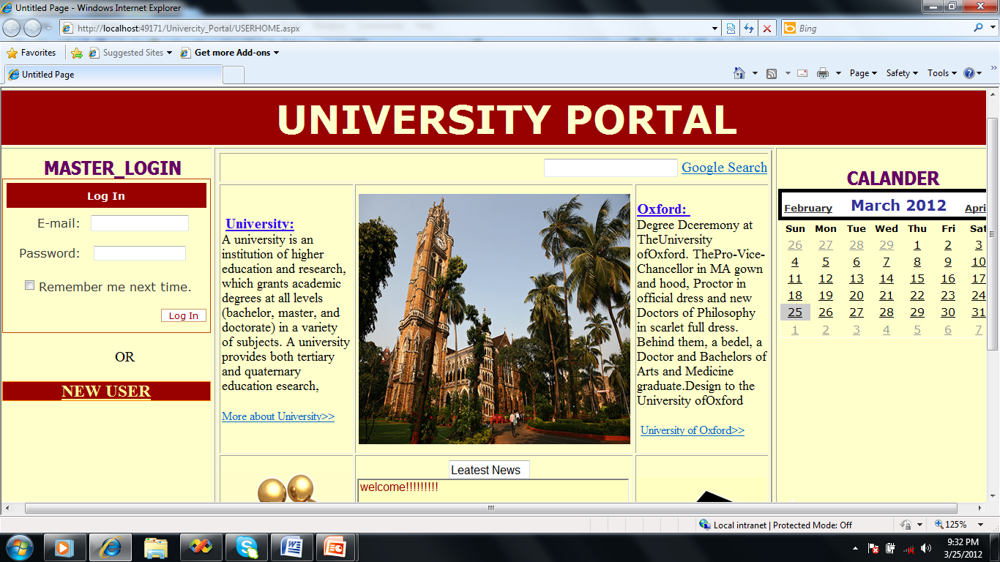 Untitled Page - Windows Internet Explorer
http://localhost:49171/Univercity_Portal/USERHOME.aspx
Bing
Favorites
Suggested Sites
Get more Add-ons
Untitled Page
Page
Safety
Tools
UNIVERSITY PORTAL
MASTER_LOGIN
Log In
E-mail:
Password:
Remember me next time.
Log In
OR
NEW USER
Google Search
University:
A university is an
institution of higher
education and research,
which grants academic
degrees at all levels
(bachelor, master, and
doctorate) in a variety
of subjects. A university
provides both tertiary
and quaternary
education esearch,
More about University>>
Oxford:
Degree Dceremony at
TheUniversity
ofOxford. ThePro-Vice-
Chancellor in MA gown
and hood, Proctor in
official dress and new
Doctors of Philosophy
in scarlet full dress.
Behind them, a bedel, a
Doctor and Bachelors of
Arts and Medicine
graduate.Design to the
University ofOxford
University of Oxford>>
Leatest News
welcome!!!!!!!!!
CALANDER
February March 2012 Apri
Sun Mon Tue Wed Thu Fri Sat
26 27 28 29 1 2 3
4 5 6 7 8 9 10
11 12 13 14 15 16 17
18 19 20 21 22 23 24
25 26 27 28 29 30 31
1 2 3 4 5 6 7
Local intranet | Protected Mode: Off
125%
9:32 PM
3/25/2012